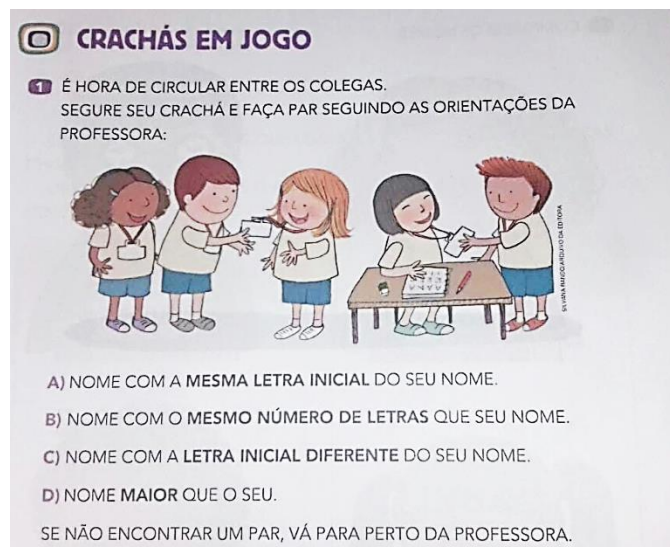 CRACHÁS EM JOGO
1 É HORA DE CIRCULAR ENTRE OS COLEGAS.
SEGURE SEU CRACHÁ E FAÇA PAR SEGUINDO AS ORIENTAÇÕES DA
PROFESSORA:
A) NOME COM A MESMA LETRA INICIAL DO SEU NOME.
B) NOME COM O MESMO NÚMERO DE LETRAS QUE SEU NOME.
C) NOME COM A LETRA INICIAL DIFERENTE DO SEU NOME.
D) NOME MAIOR QUE O SEU.
SE NÃO ENCONTRAR UM PAR, VÁ PARA PERTO DA PROFESSORA.